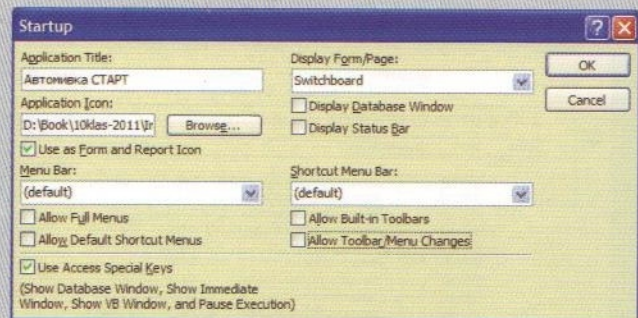 Startup
Application Title:
Автомивка СТАРТ
Application Icon:
D:\Book\10klas-2011\Ir
Browse...
Use as Form and Report Icon
Menu Bar:
(default)
Allow Full Menus
Allow Default Shortcut Menus
Use Access Special Keys
(Show Database Window, Show Immediate
Window, Show VB Window, and Pause Execution)
Display Form/Page:
Switchboard
Display Database Window
Display Status Bar
Shortcut Menu Bar:
(default)
Allow Built-in Toolbars
Allow Toolbar/Menu Changes
OK
Cancel